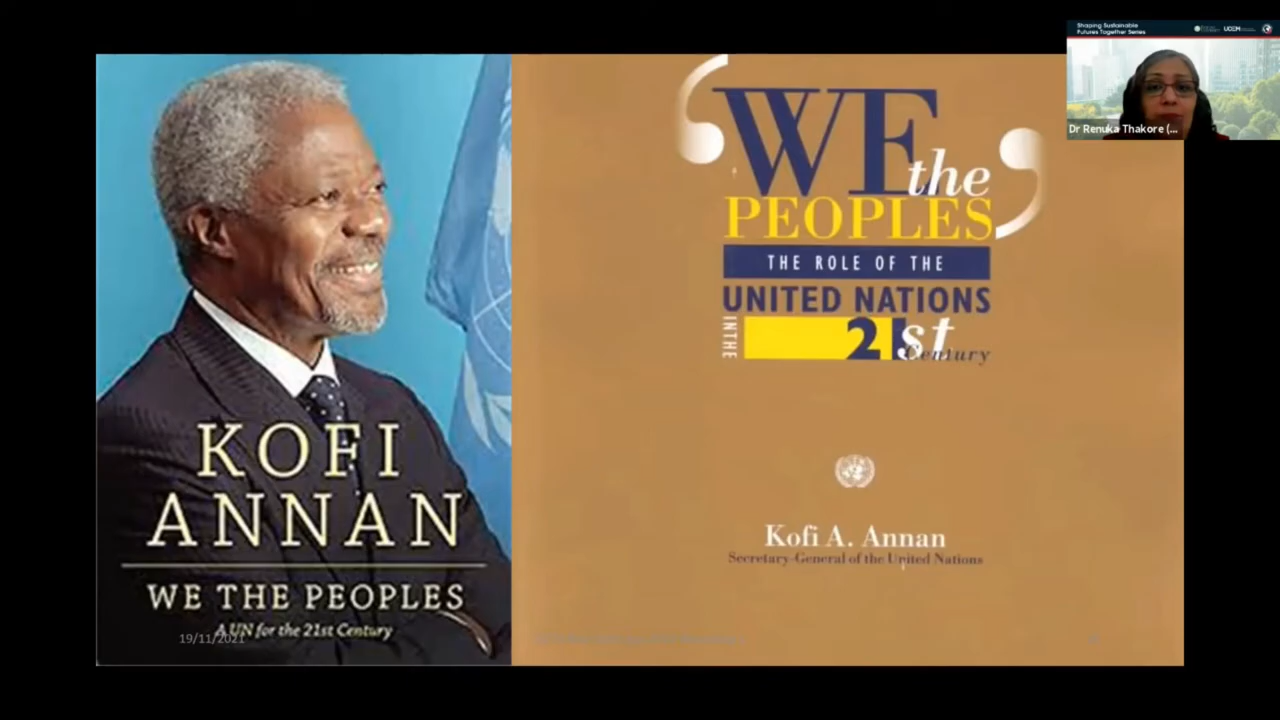 KOFI
ANNAN
WE THE PEOPLES
A UN for the 21st Century
19/11/2021
WE
the
PEOPLES
THE ROLE OF THE
UNITED NATIONS
IN THE
21st
Century
Kofi A. Annan
Secretary-General of the United Nations
Shaping Sustainable
Futures Together Series
UCEM
Dr Renuka Thakore (...